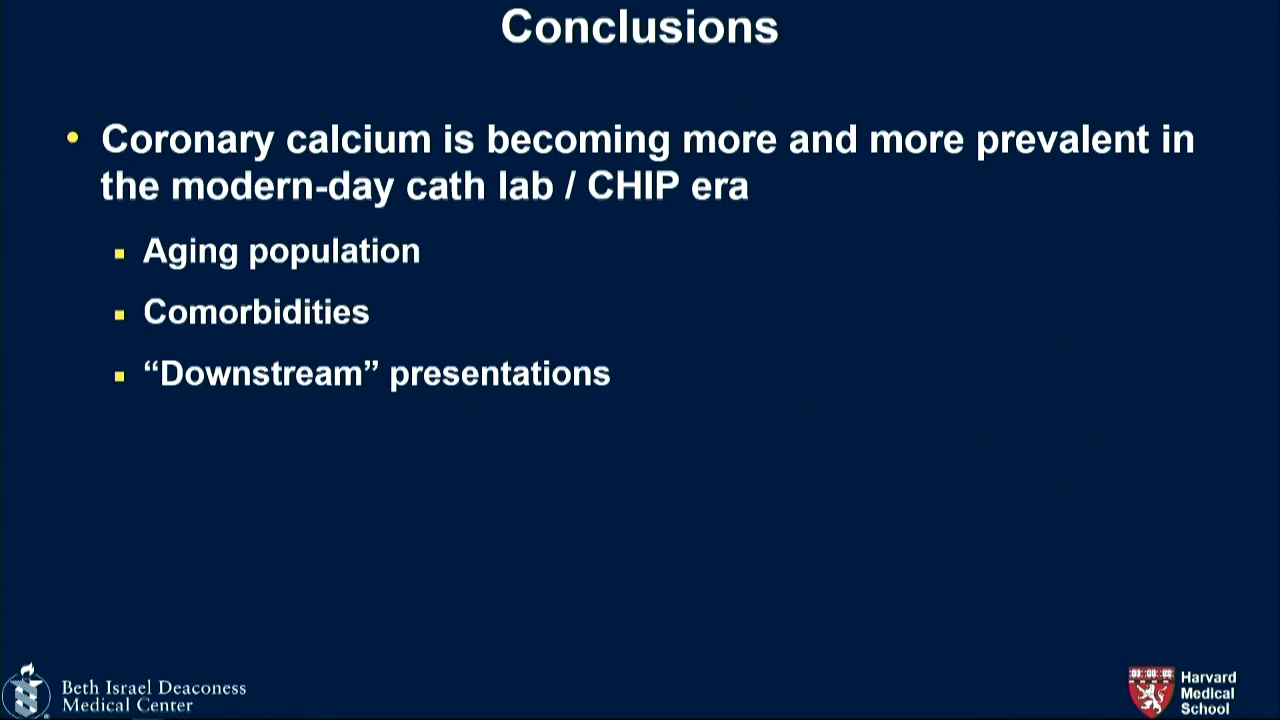 Conclusions
• Coronary calcium is becoming more and more prevalent in
the modern-day cath lab / CHIP era
▪ Aging population
▪ Comorbidities
▪ “Downstream” presentations
Beth Israel Deaconess
Medical Center
Harvard
Medical
School